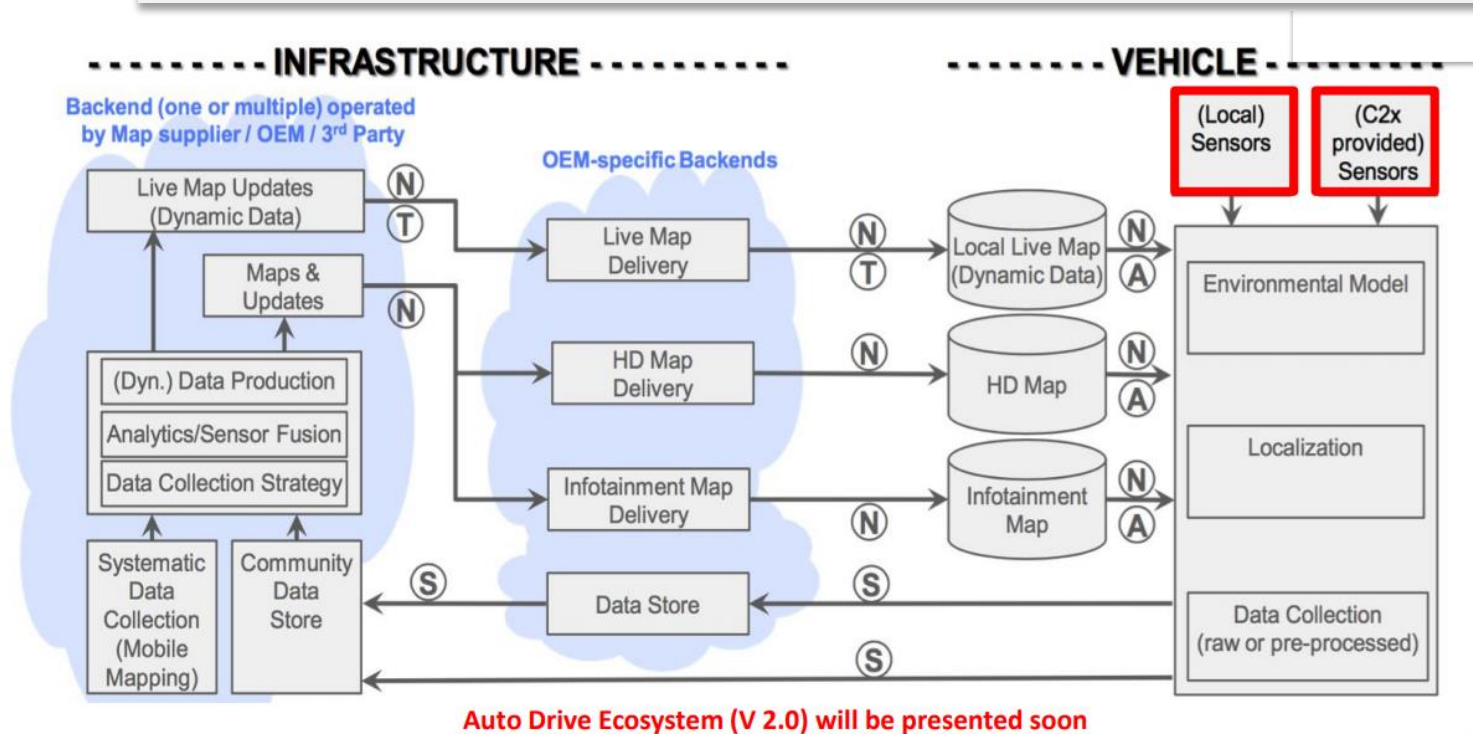 - - - - - - - - - INFRASTRUCTURE - - - - - - - - - -
- - - - - - - - VEHICLE - - - - - - - - -
Backend (one or multiple) operated
by Map supplier / OEM / 3rd Party
OEM-specific Backends
(Local)
Sensors
(C2x
provided)
Sensors
Live Map Updates
(Dynamic Data)
N
T
Live Map
Delivery
N
T
Local Live Map
(Dynamic Data)
N
A
Environmental Model
Maps &
Updates
N
HD Map
Delivery
N
HD Map
N
A
(Dyn.) Data Production
Analytics/Sensor Fusion
Data Collection Strategy
Localization
Infotainment Map
Delivery
N
Infotainment
Map
N
A
Systematic
Data
Collection
(Mobile
Mapping)
Community
Data
Store
S
Data Store
S
Data Collection
(raw or pre-processed)
S
Auto Drive Ecosystem (V 2.0) will be presented soon